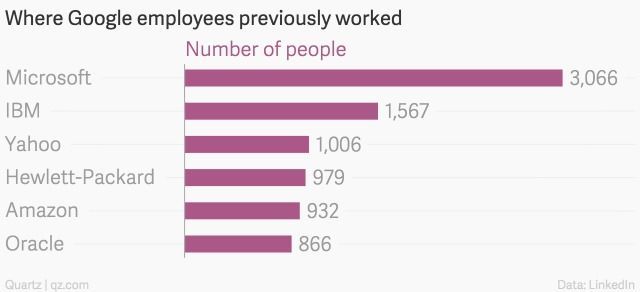 Where Google employees previously worked
Number of people
Microsoft 3,066
IBM 1,567
Yahoo 1,006
Hewlett-Packard 979
Amazon 932
Oracle 866
Quartz | qz.com Data: LinkedIn